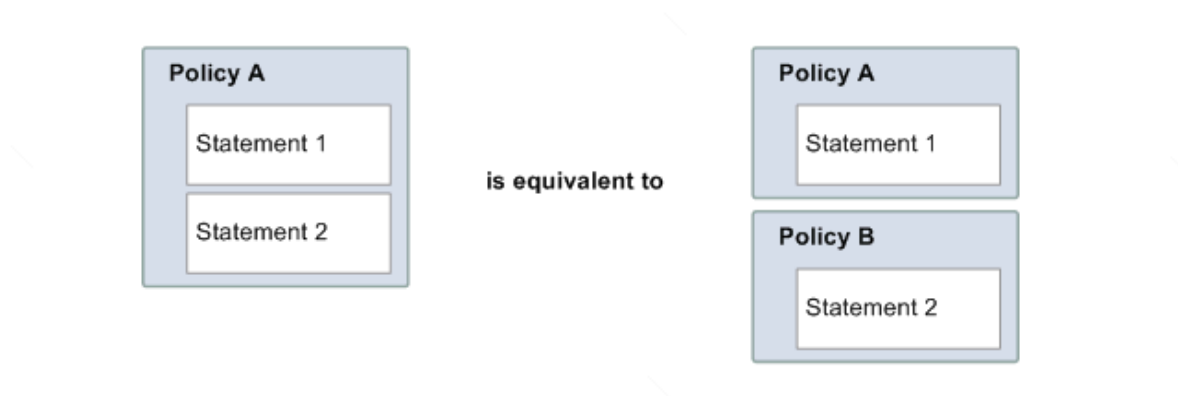 Policy A
Statement 1
Statement 2
is equivalent to
Policy A
Statement 1
Policy B
Statement 2